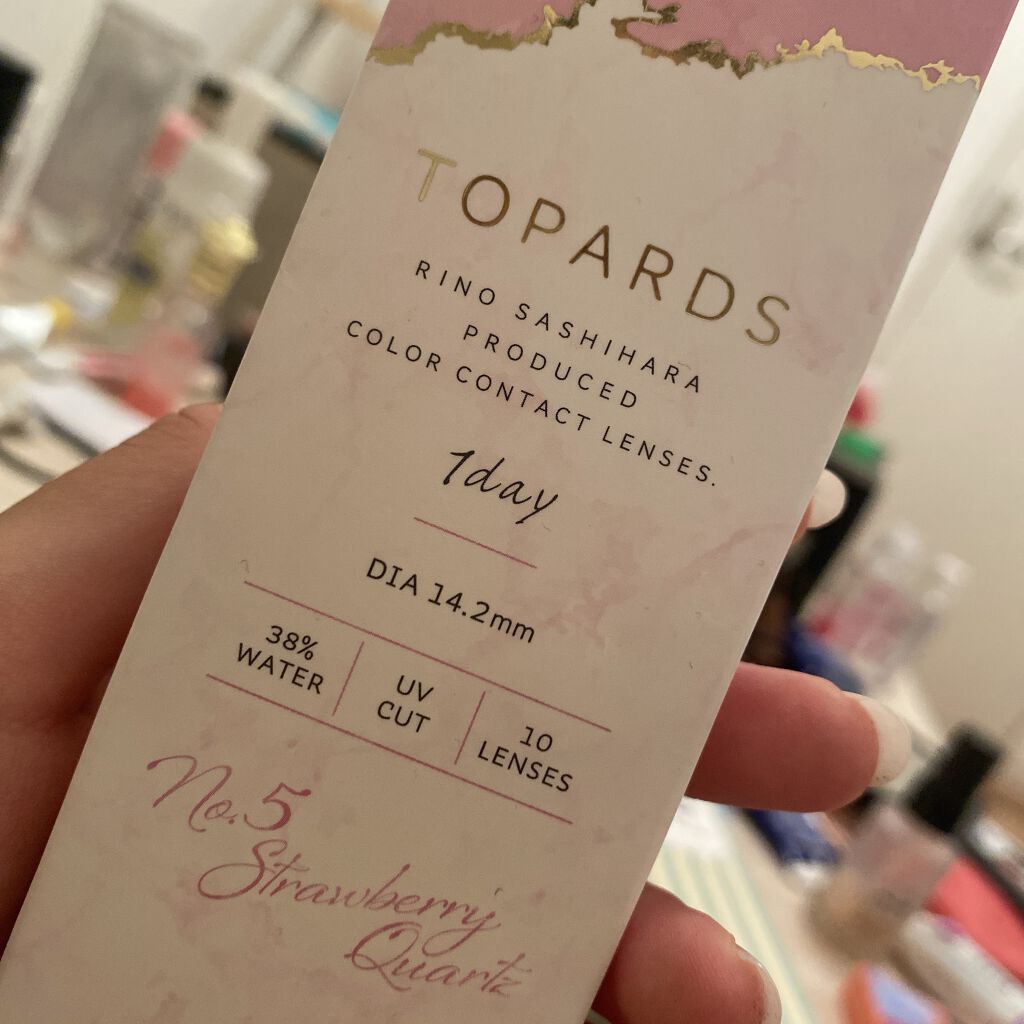 TOPARDS
RINO SASHIHARA
PRODUCED
COLOR CONTACT LENSES.
1day
DIA 14.2mm
38%
WATER
UV
CUT
10
LENSES
No.5
Strawberry
Quartz